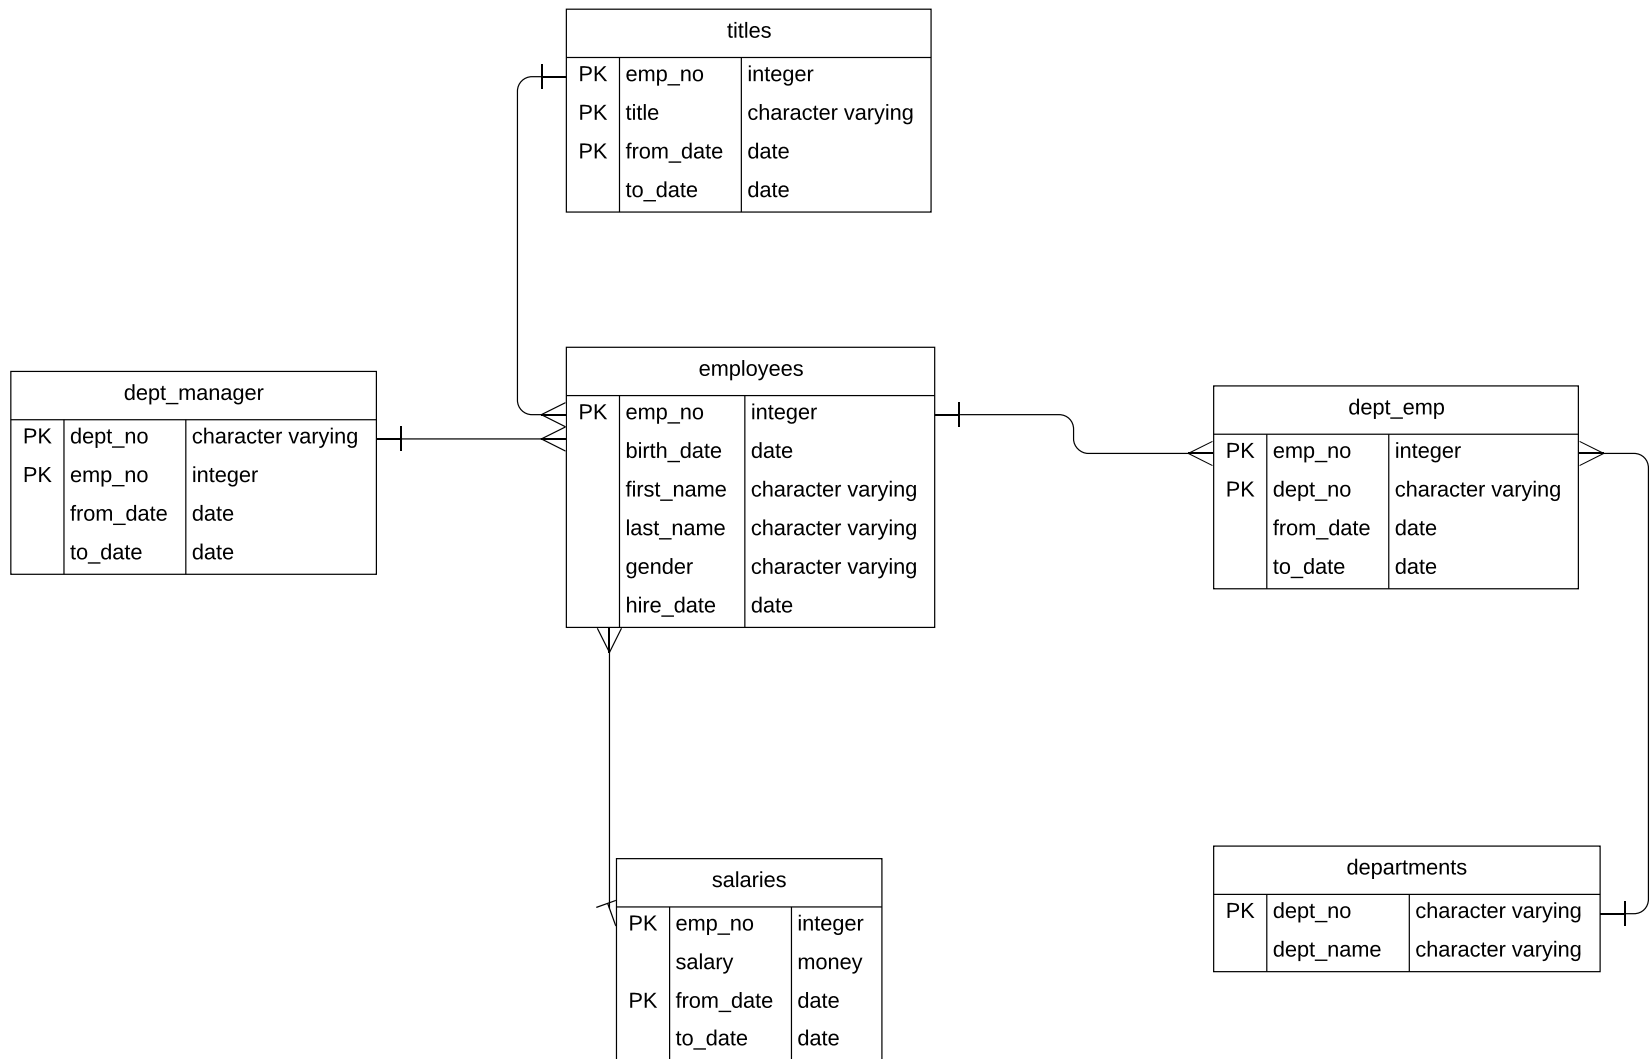 titles
PK emp_no integer
PK title character varying
PK from_date date
to_date date
employees
PK emp_no integer
birth_date date
first_name character varying
last_name character varying
gender character varying
hire_date date
dept_manager
PK dept_no character varying
PK emp_no integer
from_date date
to_date date
dept_emp
PK emp_no integer
PK dept_no character varying
from_date date
to_date date
salaries
PK emp_no integer
salary money
PK from_date date
to_date date
departments
PK dept_no character varying
dept_name character varying